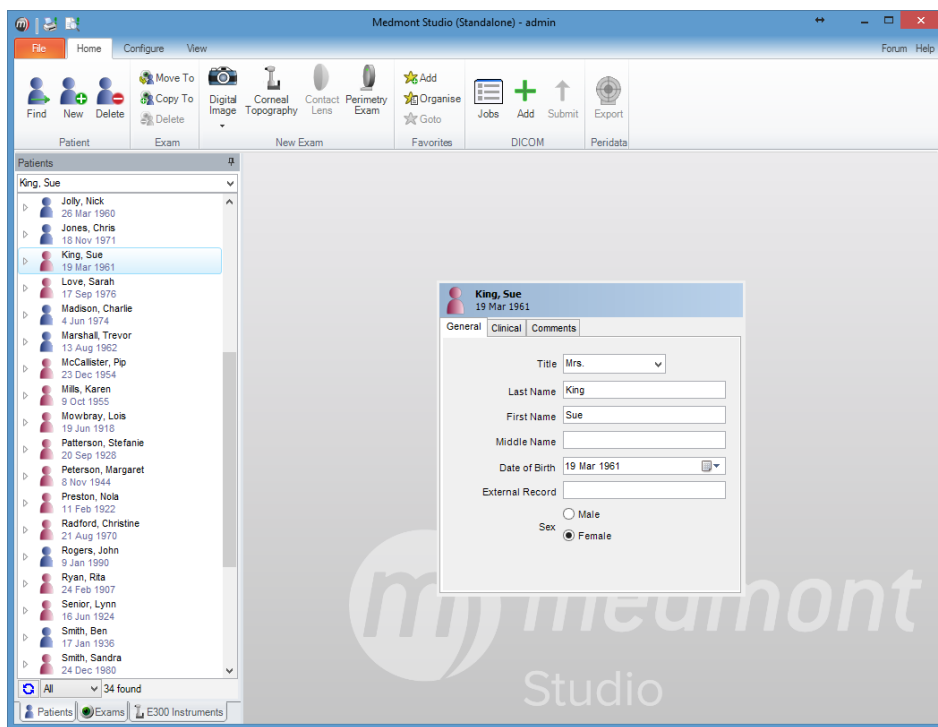 Medmont Studio (Standalone) - admin
File Home Configure View Forum Help
Find New Delete
Patient
Move To
Copy To
Delete
Exam
Digital Image Corneal Topography Contact Lens Perimetry Exam
New Exam
Add
Organise
Goto
Favorites
Jobs Add Submit
DICOM
Export
Peridata
Patients
King, Sue
Jolly, Nick
26 Mar 1960
Jones, Chris
18 Nov 1971
King, Sue
19 Mar 1961
Love, Sarah
17 Sep 1976
Madison, Charlie
4 Jun 1974
Marshall, Trevor
13 Aug 1962
McCallister, Pip
23 Dec 1954
Mills, Karen
9 Oct 1955
Mowbray, Lois
19 Jun 1918
Patterson, Stefanie
20 Sep 1928
Peterson, Margaret
8 Nov 1944
Preston, Nola
11 Feb 1922
Radford, Christine
21 Aug 1970
Rogers, John
9 Jan 1990
Ryan, Rita
24 Feb 1907
Senior, Lynn
16 Jun 1924
Smith, Ben
17 Jan 1936
Smith, Sandra
24 Dec 1980
All 34 found
Patients Exams E300 Instruments
King, Sue
19 Mar 1961
General Clinical Comments
Title Mrs.
Last Name King
First Name Sue
Middle Name
Date of Birth 19 Mar 1961
External Record
Sex
Male
Female
medmont
Studio